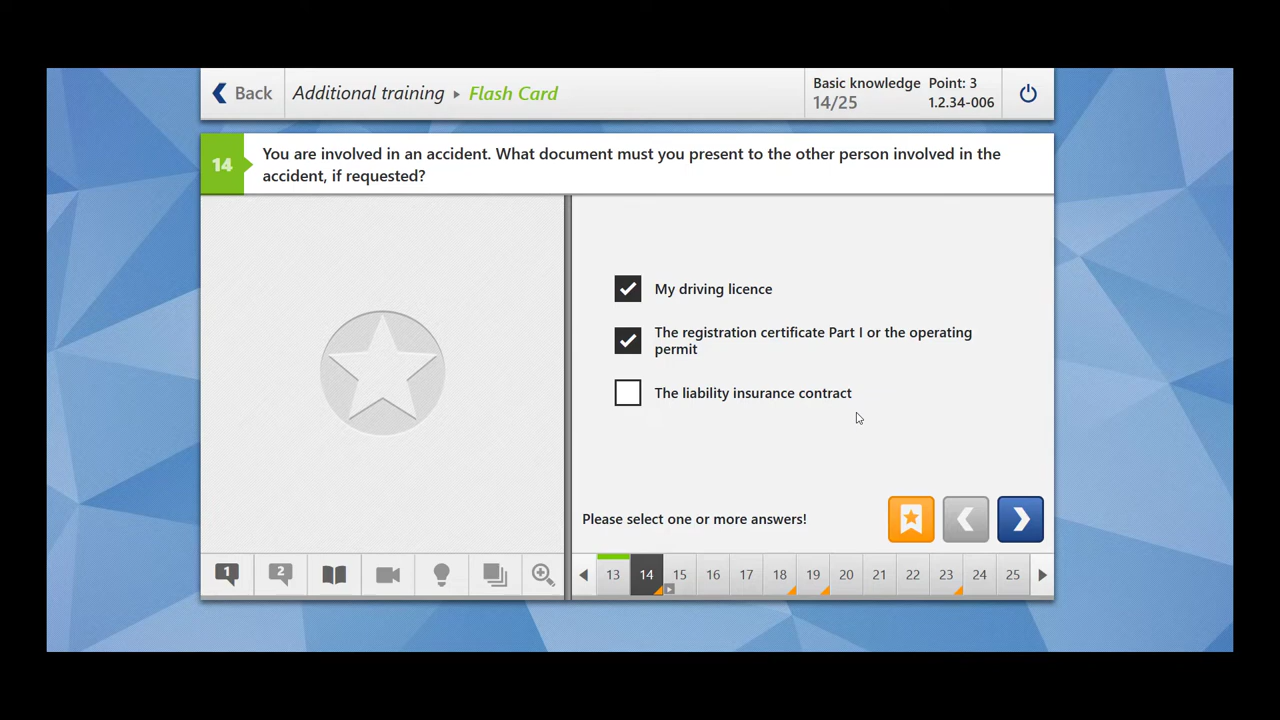 Back
Additional training ▸ Flash Card
Basic knowledge Point: 3
14/25 1.2.34-006
14
You are involved in an accident. What document must you present to the other person involved in the
accident, if requested?
My driving licence
The registration certificate Part I or the operating
permit
The liability insurance contract
Please select one or more answers!
1 2
13 14 15 16 17 18 19 20 21 22 23 24 25